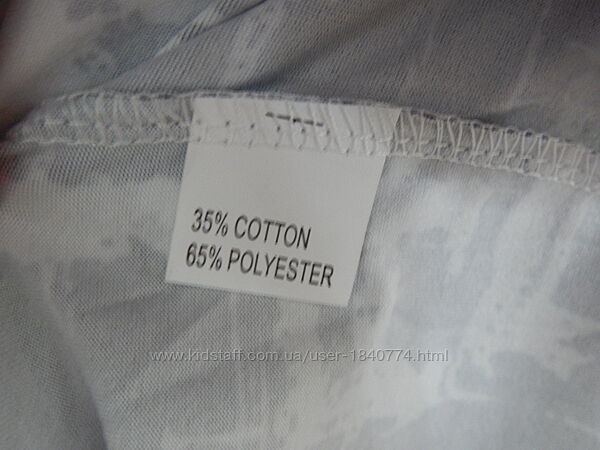 35% COTTON
65% POLYESTER
www.kidstaff.com.ua/user-1840774.html